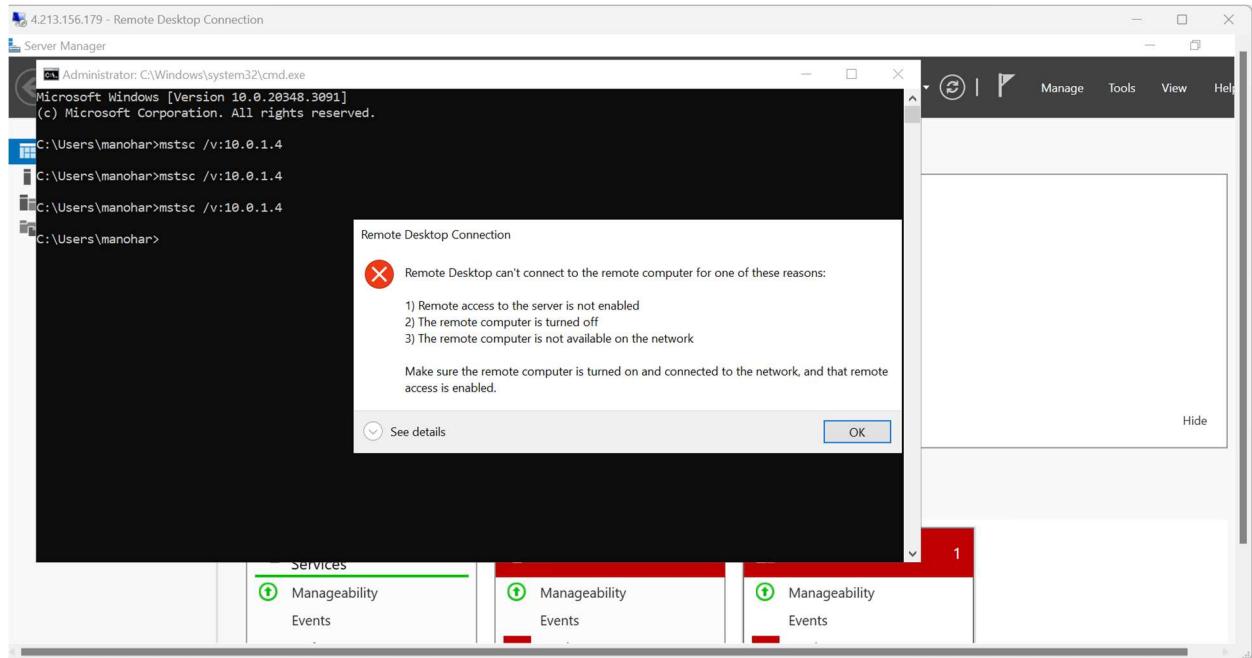 4.213.156.179 - Remote Desktop Connection
Server Manager
Administrator: C:\Windows\system32\cmd.exe
Microsoft Windows [Version 10.0.20348.3091]
(c) Microsoft Corporation. All rights reserved.
C:\Users\manohar>mstsc /v:10.0.1.4
C:\Users\manohar>mstsc /v:10.0.1.4
C:\Users\manohar>mstsc /v:10.0.1.4
C:\Users\manohar>
Manage Tools View Help
Remote Desktop Connection
Remote Desktop can't connect to the remote computer for one of these reasons:
1) Remote access to the server is not enabled
2) The remote computer is turned off
3) The remote computer is not available on the network
Make sure the remote computer is turned on and connected to the network, and that remote
access is enabled.
See details
OK
Hide
1
Services
Manageability
Events
Manageability
Events
Manageability
Events